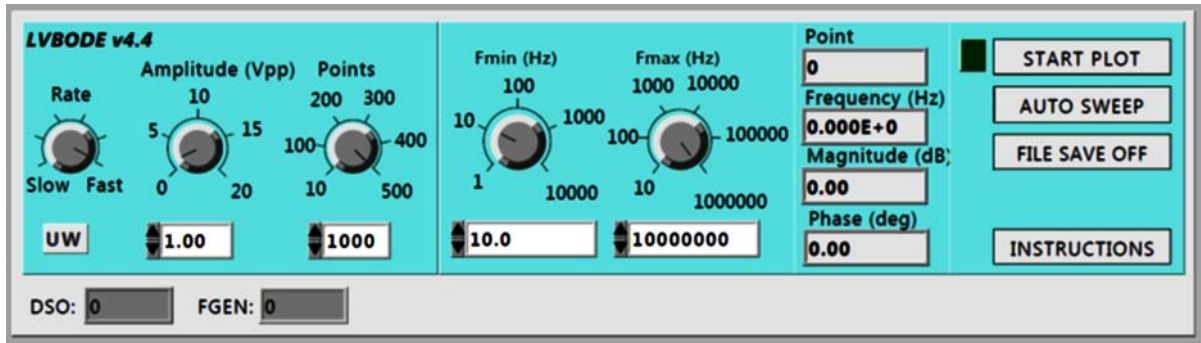 LVBODE v4.4
Rate
Slow Fast
UW
Amplitude (Vpp)
10
5 15
0 20
1.00
Points
200 300
100 400
10 500
1000
Fmin (Hz)
100
10 1000
1 10000
10.0
Fmax (Hz)
1000 10000
100 100000
10 1000000
10000000
Point
0
Frequency (Hz)
0.000E+0
Magnitude (dB)
0.00
Phase (deg)
0.00
START PLOT
AUTO SWEEP
FILE SAVE OFF
INSTRUCTIONS
DSO: 0 FGEN: 0